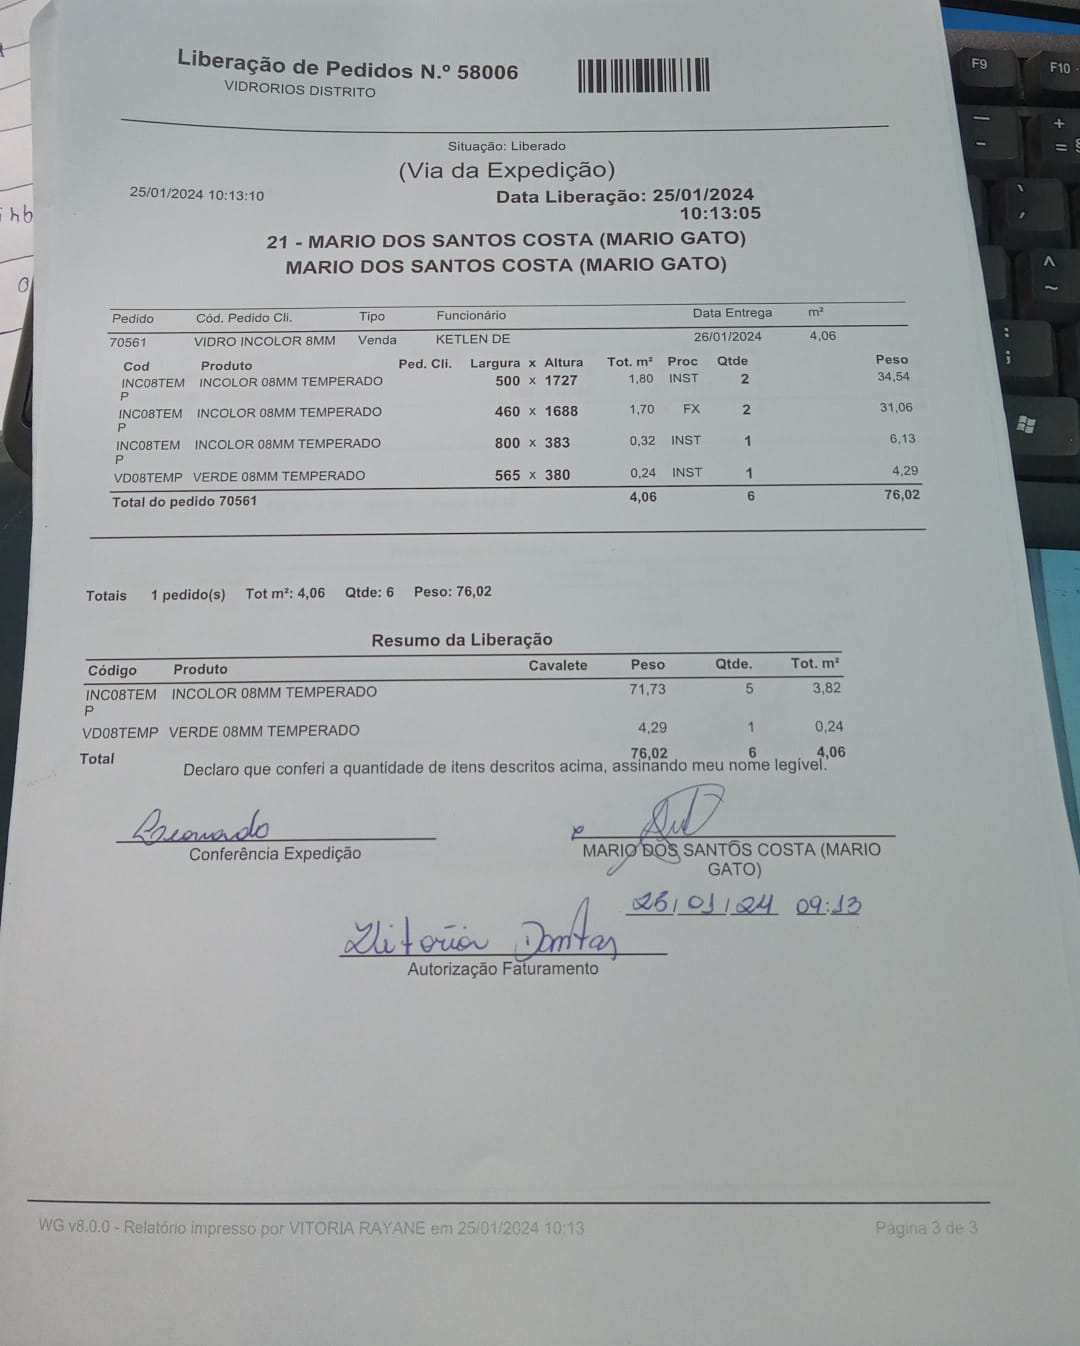 Liberação de Pedidos N.º 58006
VIDRORIOS DISTRITO
Situação: Liberado
(Via da Expedição)
25/01/2024 10:13:10
Data Liberação: 25/01/2024
10:13:05
21 - MARIO DOS SANTOS COSTA (MARIO GATO)
MARIO DOS SANTOS COSTA (MARIO GATO)
Pedido Cód. Pedido Cli. Tipo Funcionário Data Entrega m²
70561 VIDRO INCOLOR 8MM Venda KETLEN DE 26/01/2024 4,06
Cod Produto Ped. Cli. Largura x Altura Tot. m² Proc Qtde Peso
INC08TEM INCOLOR 08MM TEMPERADO 500 x 1727 1,80 INST 2 34,54
P
INC08TEM INCOLOR 08MM TEMPERADO 460 x 1688 1,70 FX 2 31,06
P
INC08TEM INCOLOR 08MM TEMPERADO 800 x 383 0,32 INST 1 6,13
P
VD08TEMP VERDE 08MM TEMPERADO 565 x 380 0,24 INST 1 4,29
Total do pedido 70561 4,06 6 76,02
Totais 1 pedido(s) Tot m²: 4,06 Qtde: 6 Peso: 76,02
Resumo da Liberação
Código Produto Cavalete Peso Qtde. Tot. m²
INC08TEM INCOLOR 08MM TEMPERADO 71,73 5 3,82
P
VD08TEMP VERDE 08MM TEMPERADO 4,29 1 0,24
Total 76,02 6 4,06
Declaro que conferi a quantidade de itens descritos acima, assinando meu nome legível.
Leonardo
Conferência Expedição
MARIO DOS SANTOS COSTA (MARIO
GATO)
25/01/24 09:13
Vitória Dantas
Autorização Faturamento
WG v8.0.0 - Relatório impresso por VITORIA RAYANE em 25/01/2024 10:13
Página 3 de 3
F9
F10